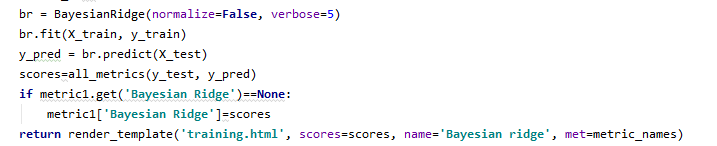 br = BayesianRidge(normalize=False, verbose=5)
br.fit(X_train, y_train)
y_pred = br.predict(X_test)
scores=all_metrics(y_test, y_pred)
if metric1.get('Bayesian Ridge')==None:
    metric1['Bayesian Ridge']=scores
return render_template('training.html', scores=scores, name='Bayesian ridge', met=metric_names)